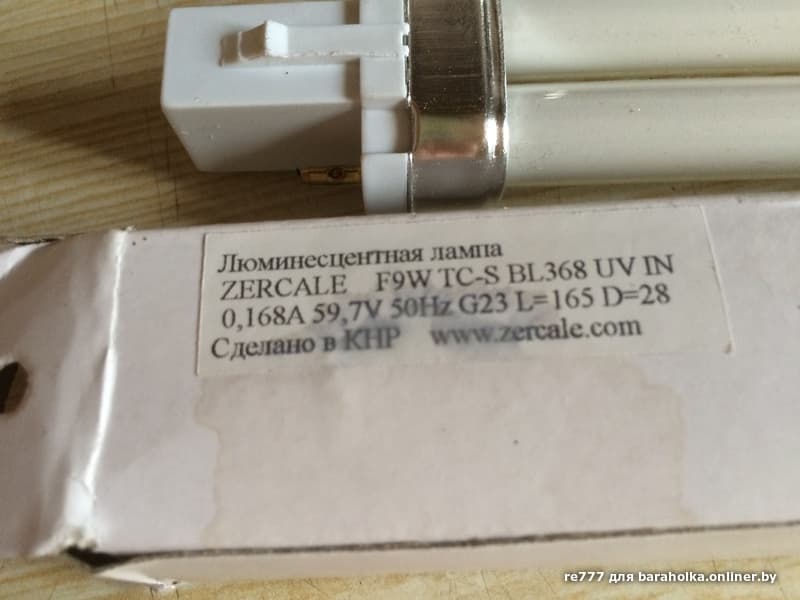 Люминесцентная лампа
ZERCALE F9W TC-S BL368 UV IN
0,168A 59,7V 50Hz G23 L=165 D=28
Сделано в КНР www.zercale.com
re777 для baraholka.onliner.by